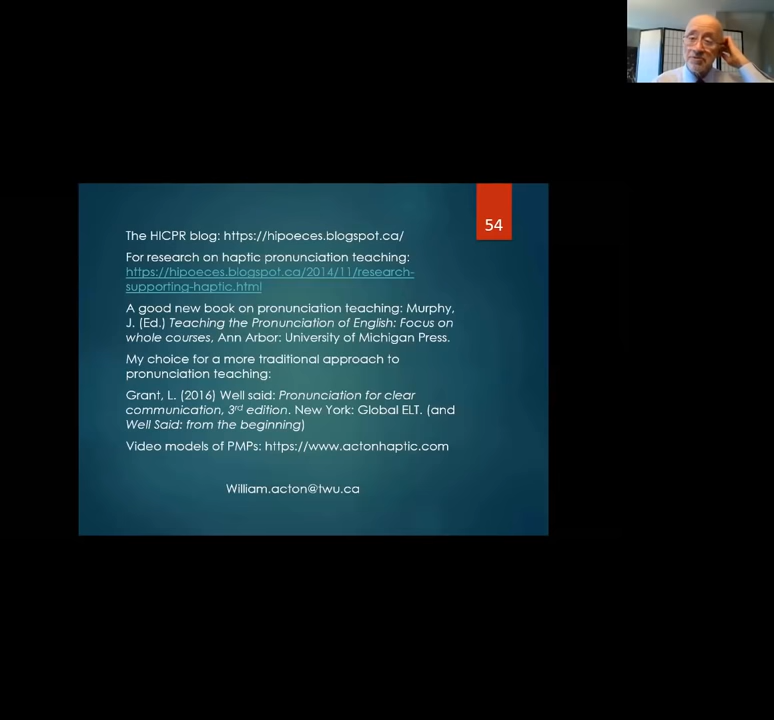 54
The HICPR blog: https://hipoeces.blogspot.ca/
For research on haptic pronunciation teaching:
https://hipoeces.blogspot.ca/2014/11/research-
supporting-haptic.html
A good new book on pronunciation teaching: Murphy,
J. (Ed.) Teaching the Pronunciation of English: Focus on
whole courses, Ann Arbor: University of Michigan Press.
My choice for a more traditional approach to
pronunciation teaching:
Grant, L. (2016) Well said: Pronunciation for clear
communication, 3rd edition. New York: Global ELT. (and
Well Said: from the beginning)
Video models of PMPs: https://www.actonhaptic.com
William.acton@twu.ca